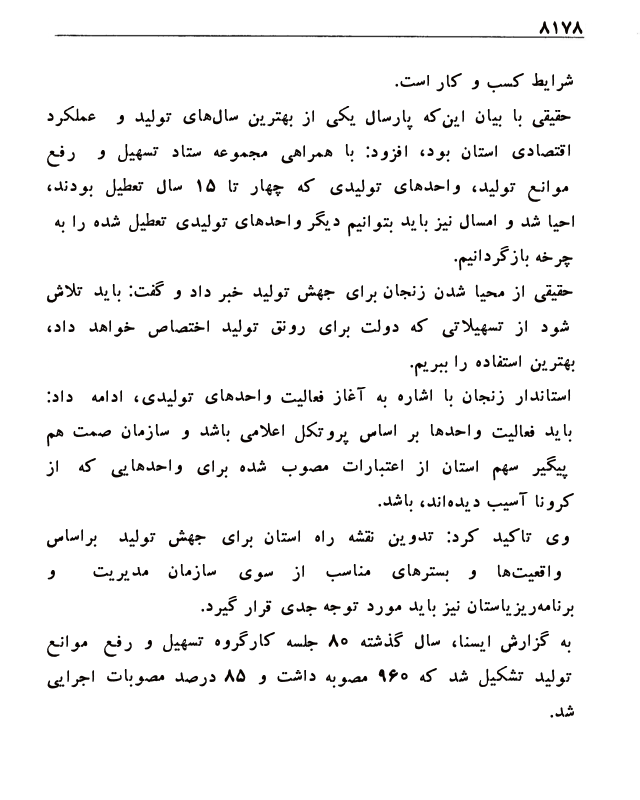 ۸۱۷۸
شرایط کسب و کار است.
حقیقی با بیان این‌که پارسال یکی از بهترین سال‌های تولید و عملکرد
اقتصادی استان بود، افزود: با همراهی مجموعه ستاد تسهیل و رفع
موانع تولید، واحدهای تولیدی که چهار تا ۱۵ سال تعطیل بودند،
احیا شد و امسال نیز باید بتوانیم دیگر واحدهای تولیدی تعطیل شده را به
چرخه بازگردانیم.
حقیقی از محیا شدن زنجان برای جهش تولید خبر داد و گفت: باید تلاش
شود از تسهیلاتی که دولت برای رونق تولید اختصاص خواهد داد،
بهترین استفاده را ببریم.
استاندار زنجان با اشاره به آغاز فعالیت واحدهای تولیدی، ادامه داد:
باید فعالیت واحدها بر اساس پروتکل اعلامی باشد و سازمان صمت هم
پیگیر سهم استان از اعتبارات مصوب شده برای واحدهایی که از
کرونا آسیب دیده‌اند، باشد.
وی تاکید کرد: تدوین نقشه راه استان برای جهش تولید براساس
واقعیت‌ها و بسترهای مناسب از سوی سازمان مدیریت و
برنامه‌ریزیاستان نیز باید مورد توجه جدی قرار گیرد.
به گزارش ایسنا، سال گذشته ۸۰ جلسه کارگروه تسهیل و رفع موانع
تولید تشکیل شد که ۹۶۰ مصوبه داشت و ۸۵ درصد مصوبات اجرایی
شد.